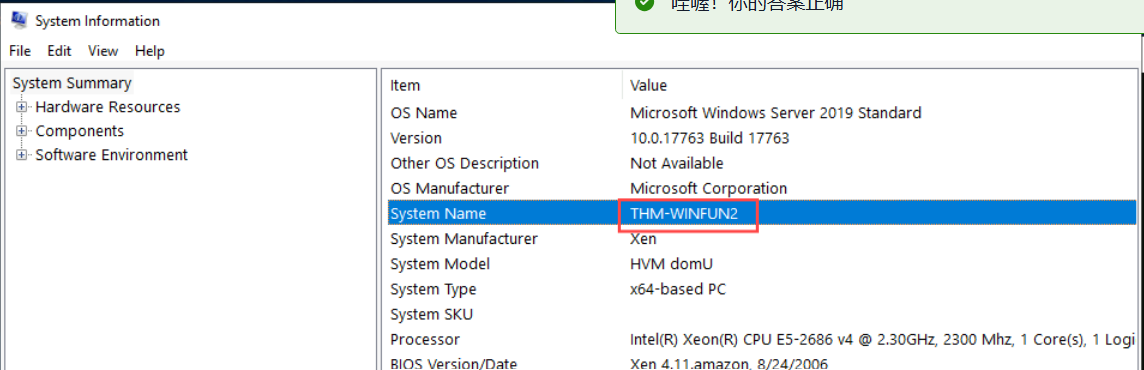 哇喔！你的答案正确
System Information
File Edit View Help
System Summary
Hardware Resources
Components
Software Environment
Item Value
OS Name Microsoft Windows Server 2019 Standard
Version 10.0.17763 Build 17763
Other OS Description Not Available
OS Manufacturer Microsoft Corporation
System Name THM-WINFUN2
System Manufacturer Xen
System Model HVM domU
System Type x64-based PC
System SKU
Processor Intel(R) Xeon(R) CPU E5-2686 v4 @ 2.30GHz, 2300 Mhz, 1 Core(s), 1 Logi
BIOS Version/Date Xen 4.11.amazon, 8/24/2006